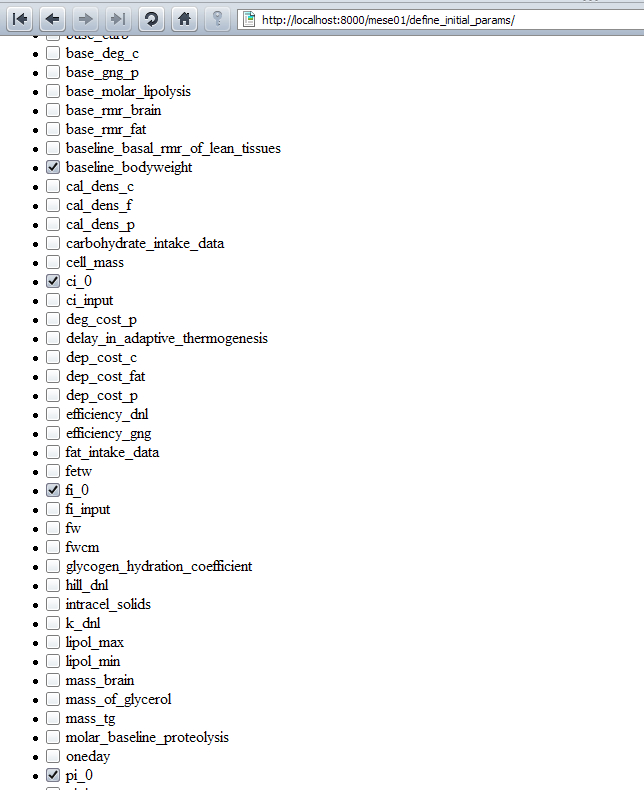 http://localhost:8000/mese01/define_initial_params/
base_carb
base_deg_c
base_gng_p
base_molar_lipolysis
base_rmr_brain
base_rmr_fat
baseline_basal_rmr_of_lean_tissues
baseline_bodyweight
cal_dens_c
cal_dens_f
cal_dens_p
carbohydrate_intake_data
cell_mass
ci_0
ci_input
deg_cost_p
delay_in_adaptive_thermogenesis
dep_cost_c
dep_cost_fat
dep_cost_p
efficiency_dnl
efficiency_gng
fat_intake_data
fetw
fi_0
fi_input
fw
fwcm
glycogen_hydration_coefficient
hill_dnl
intracel_solids
k_dnl
lipol_max
lipol_min
mass_brain
mass_of_glycerol
mass_tg
molar_baseline_proteolysis
oneday
pi_0